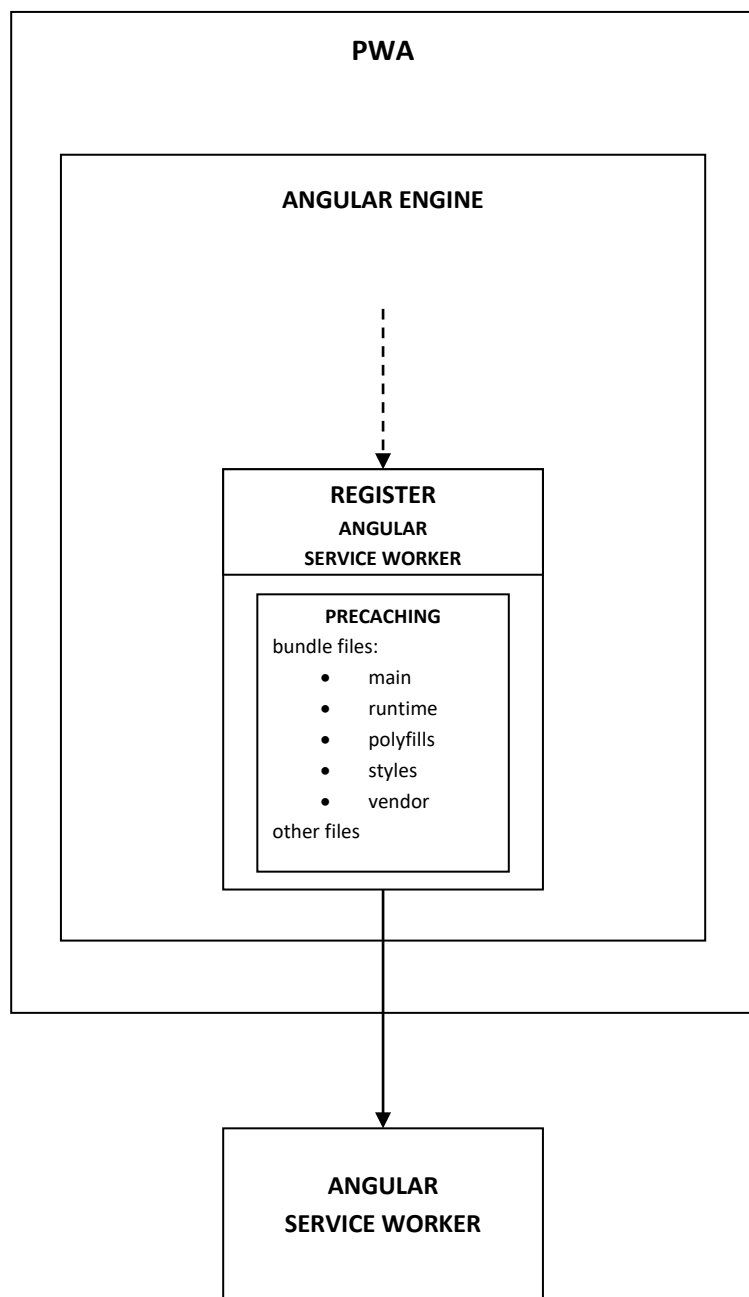 PWA
ANGULAR ENGINE
REGISTER
ANGULAR
SERVICE WORKER
PRECACHING
bundle files:
• main
• runtime
• polyfills
• styles
• vendor
other files
ANGULAR
SERVICE WORKER